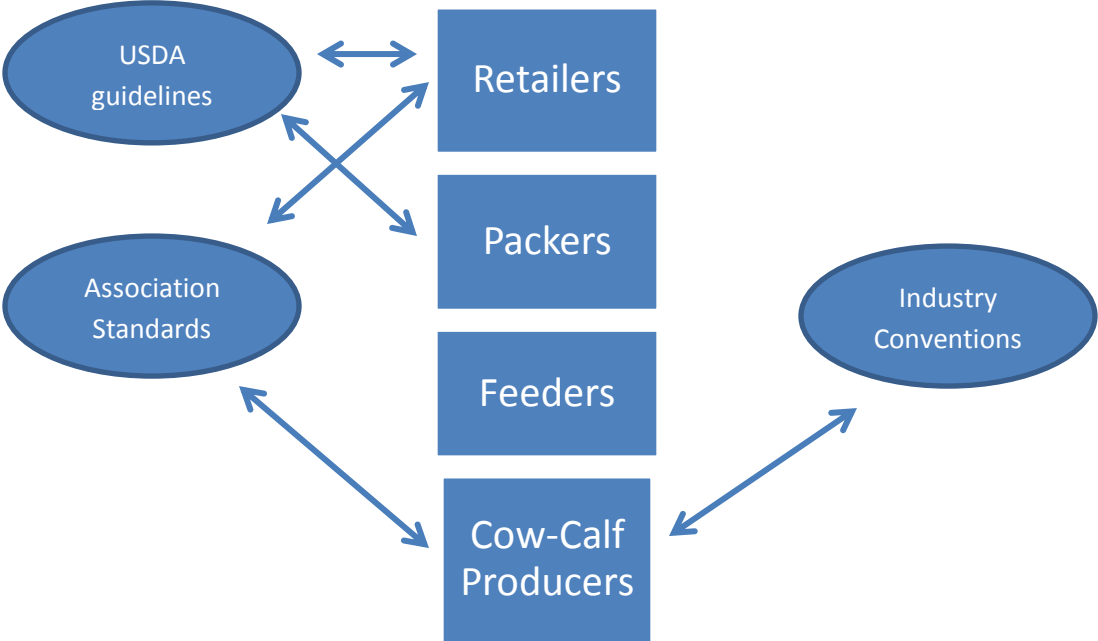 USDA
guidelines
Retailers
Packers
Association
Standards
Industry
Conventions
Feeders
Cow-Calf
Producers